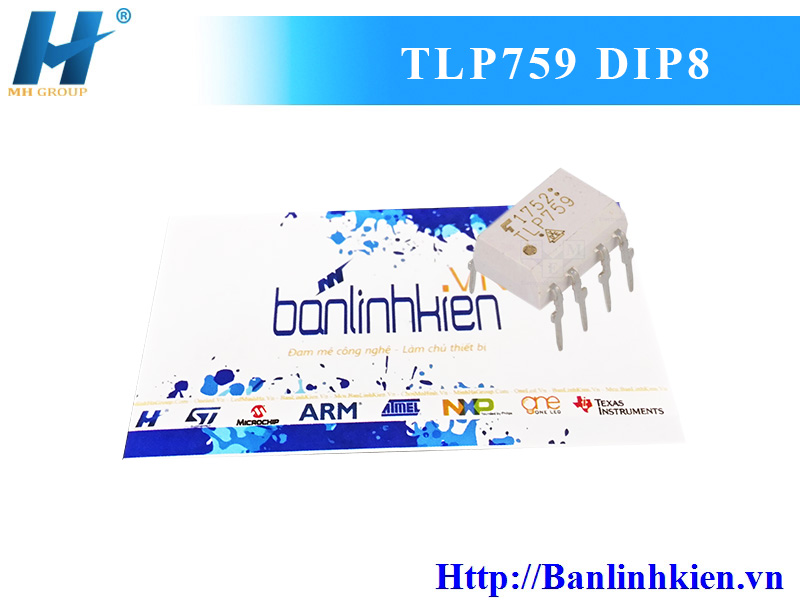 ®
MH GROUP
TLP759 DIP8
1752
TLP759
.VN
banlinhkien
Đam mê công nghệ - Làm chủ thiết bị
ST
MICROCHIP
ARM
ATMEL
NXP
one
ONE LED
TEXAS
INSTRUMENTS
Http://Banlinhkien.vn